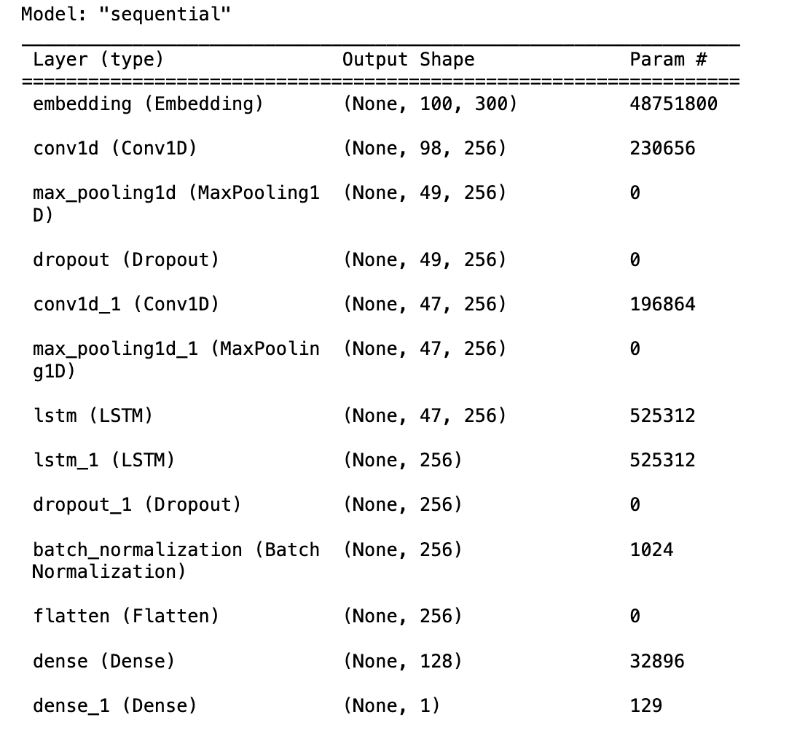 Model: "sequential"
Layer (type) Output Shape Param #
embedding (Embedding) (None, 100, 300) 48751800
conv1d (Conv1D) (None, 98, 256) 230656
max_pooling1d (MaxPooling1 (None, 49, 256) 0
D)
dropout (Dropout) (None, 49, 256) 0
conv1d_1 (Conv1D) (None, 47, 256) 196864
max_pooling1d_1 (MaxPoolin (None, 47, 256) 0
g1D)
lstm (LSTM) (None, 47, 256) 525312
lstm_1 (LSTM) (None, 256) 525312
dropout_1 (Dropout) (None, 256) 0
batch_normalization (Batch (None, 256) 1024
Normalization)
flatten (Flatten) (None, 256) 0
dense (Dense) (None, 128) 32896
dense_1 (Dense) (None, 1) 129